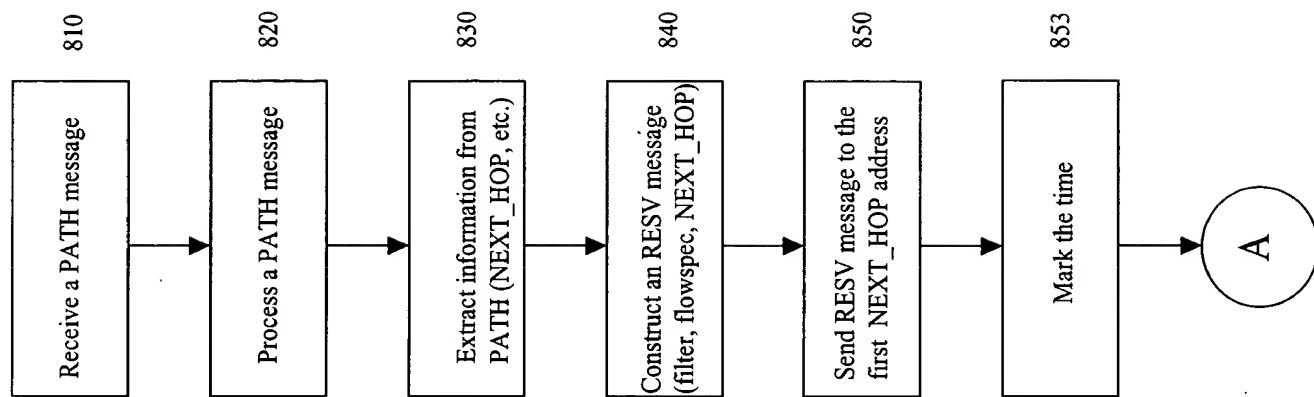 810
Receive a PATH message
820
Process a PATH message
830
Extract information from
PATH (NEXT_HOP, etc.)
840
Construct an RESV message
(filter, flowspec, NEXT_HOP)
850
Send RESV message to the
first NEXT_HOP address
853
Mark the time
A